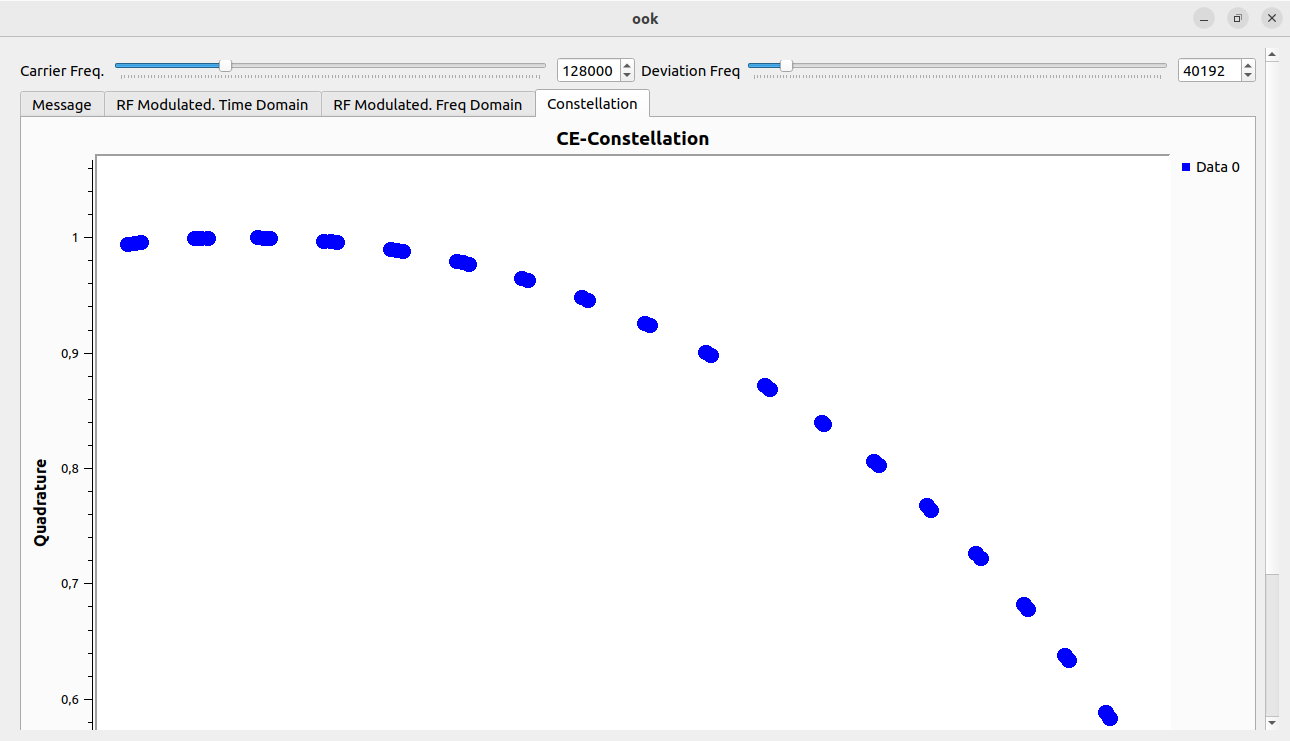 ook
Carrier Freq. 128000 Deviation Freq 40192
Message RF Modulated. Time Domain RF Modulated. Freq Domain Constellation
CE-Constellation
Data 0
1
0,9
0,8
Quadrature
0,7
0,6